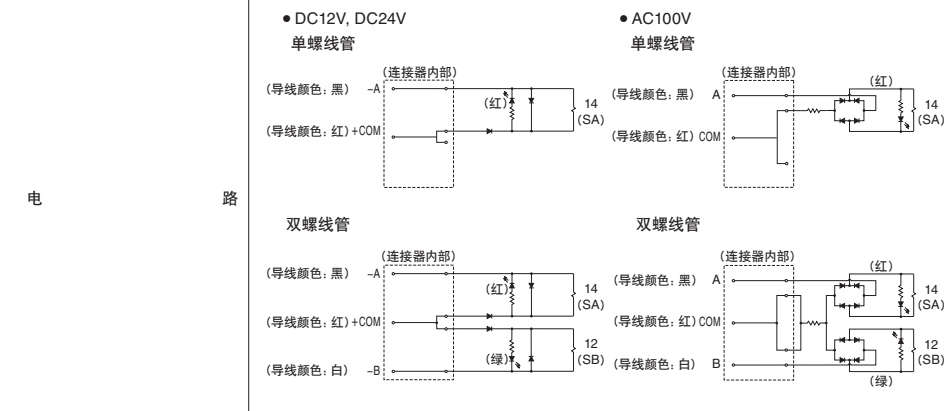 电 路
● DC12V, DC24V
单螺线管
(连接器内部)
(导线颜色: 黑) –A
(红)
14
(SA)
(导线颜色: 红) +COM
● AC100V
单螺线管
(连接器内部)
(红)
(导线颜色: 黑) A
14
(SA)
(导线颜色: 红) COM
双螺线管
(连接器内部)
(导线颜色: 黑) –A
(红)
14
(SA)
(导线颜色: 红) +COM
12
(SB)
(绿)
(导线颜色: 白) –B
双螺线管
(连接器内部)
(红)
(导线颜色: 黑) A
14
(SA)
(导线颜色: 红) COM
12
(SB)
(导线颜色: 白) B
(绿)